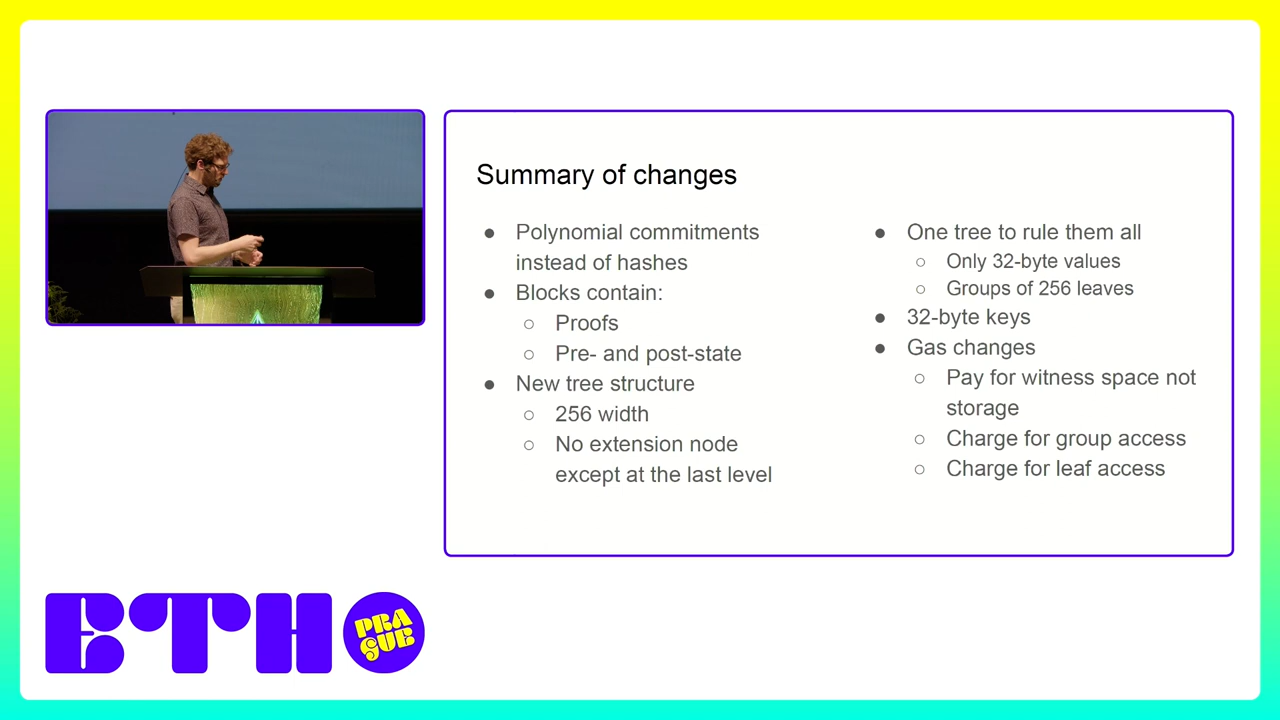 Summary of changes
● Polynomial commitments
instead of hashes
● Blocks contain:
○ Proofs
○ Pre- and post-state
● New tree structure
○ 256 width
○ No extension node
except at the last level
● One tree to rule them all
○ Only 32-byte values
○ Groups of 256 leaves
● 32-byte keys
● Gas changes
○ Pay for witness space not
storage
○ Charge for group access
○ Charge for leaf access
ETH
PRA
GUE